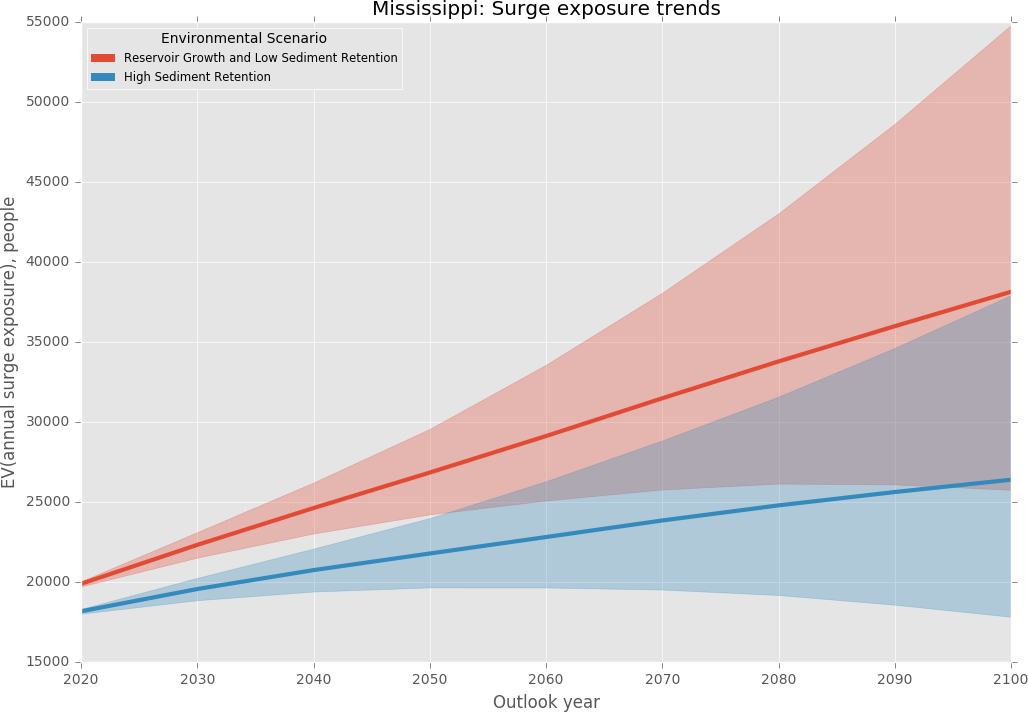 Mississippi: Surge exposure trends
55000
50000
45000
40000
35000
30000
25000
20000
15000
EV(annual surge exposure), people
Environmental Scenario
Reservoir Growth and Low Sediment Retention
High Sediment Retention
2020 2030 2040 2050 2060 2070 2080 2090 2100
Outlook year